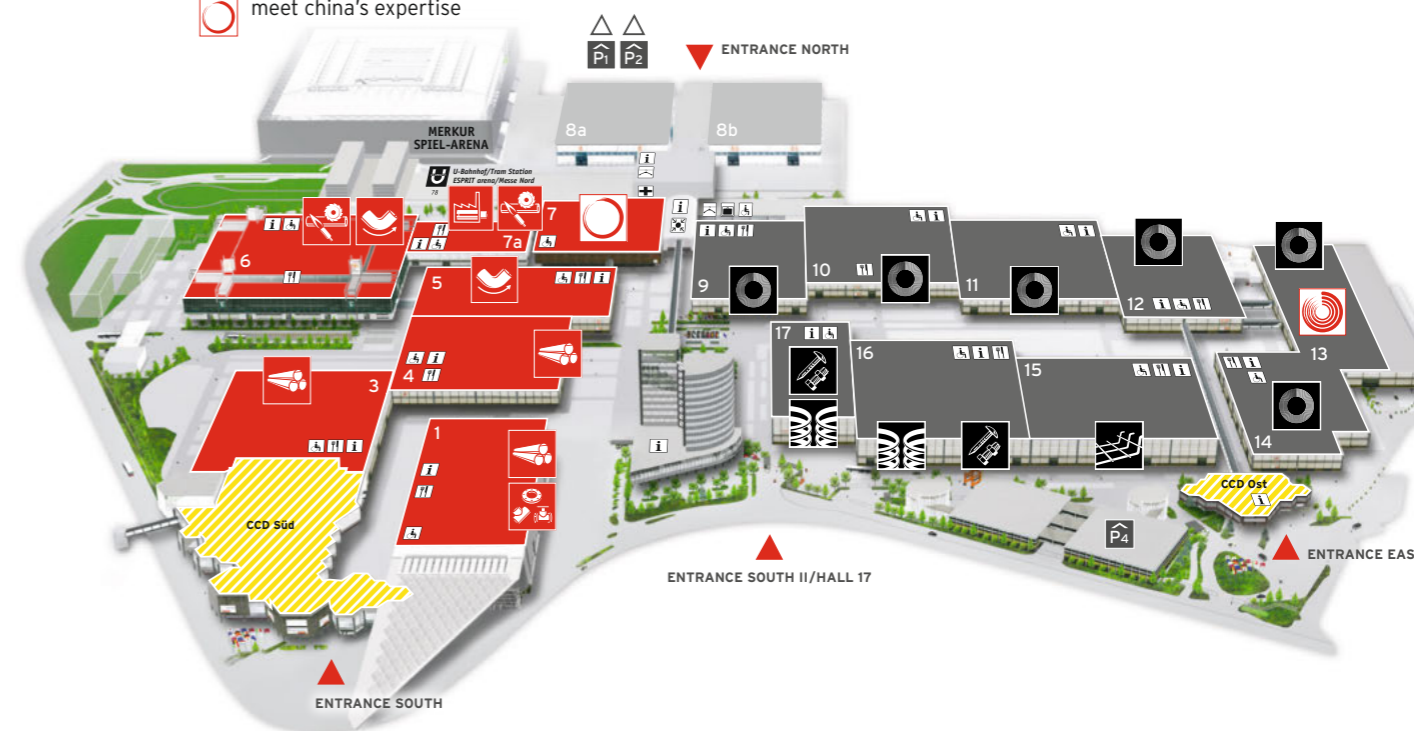 meet china's expertise
P1 P2
ENTRANCE NORTH
8a
8b
MERKUR
SPIEL-ARENA
U
U-Bahnhof/Tram Station
ESPRIT arena/Messe Nord
78
i
i
6
i
7a
i
7
5
i
4
i
3
i
1
i
9
i
10
i
11
i
12
i
13
14
i
15
i
16
i
17
i
i
CCD Süd
CCD Ost
i
P4
ENTRANCE SOUTH II/HALL 17
ENTRANCE EAS
ENTRANCE SOUTH